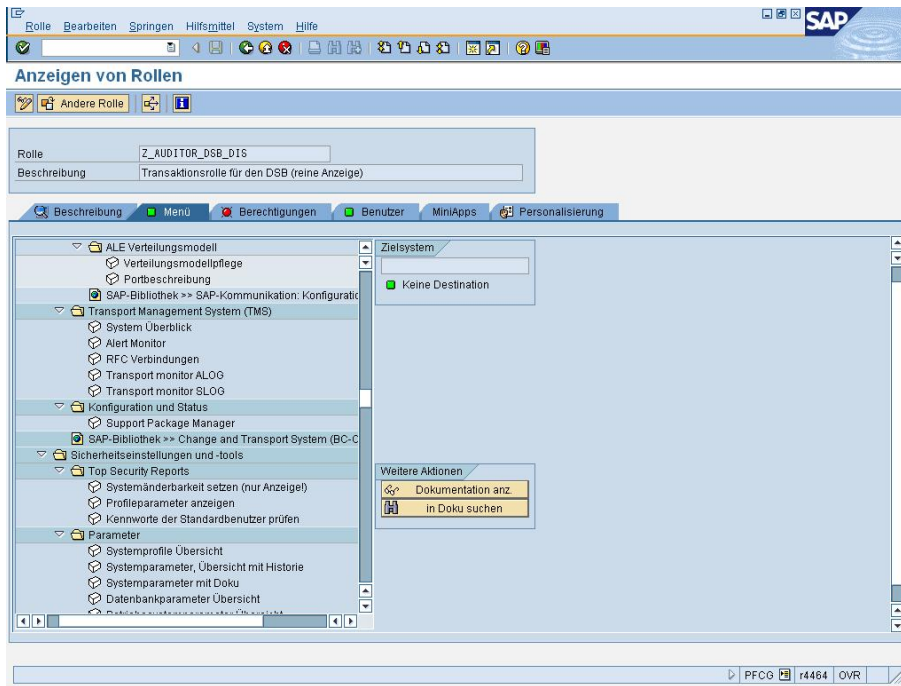 Rolle Bearbeiten Springen Hilfsmittel System Hilfe
SAP
Anzeigen von Rollen
Andere Rolle
Rolle Z_AUDITOR_DSB_DIS
Beschreibung Transaktionsrolle für den DSB (reine Anzeige)
Beschreibung Menü Berechtigungen Benutzer MiniApps Personalisierung
ALE Verteilungsmodell
Verteilungsmodellpflege
Portbeschreibung
SAP-Bibliothek >> SAP-Kommunikation: Konfiguratic
Transport Management System (TMS)
System Überblick
Alert Monitor
RFC Verbindungen
Transport monitor ALOG
Transport monitor SLOG
Konfiguration und Status
Support Package Manager
SAP-Bibliothek >> Change and Transport System (BC-C
Sicherheitseinstellungen und -tools
Top Security Reports
Systemänderbarkeit setzen (nur Anzeige!)
Profileparameter anzeigen
Kennworte der Standardbenutzer prüfen
Parameter
Systemprofile Übersicht
Systemparameter, Übersicht mit Historie
Systemparameter mit Doku
Datenbankparameter Übersicht
Zielsystem
Keine Destination
Weitere Aktionen
Dokumentation anz.
in Doku suchen
PFCG r4464 OVR